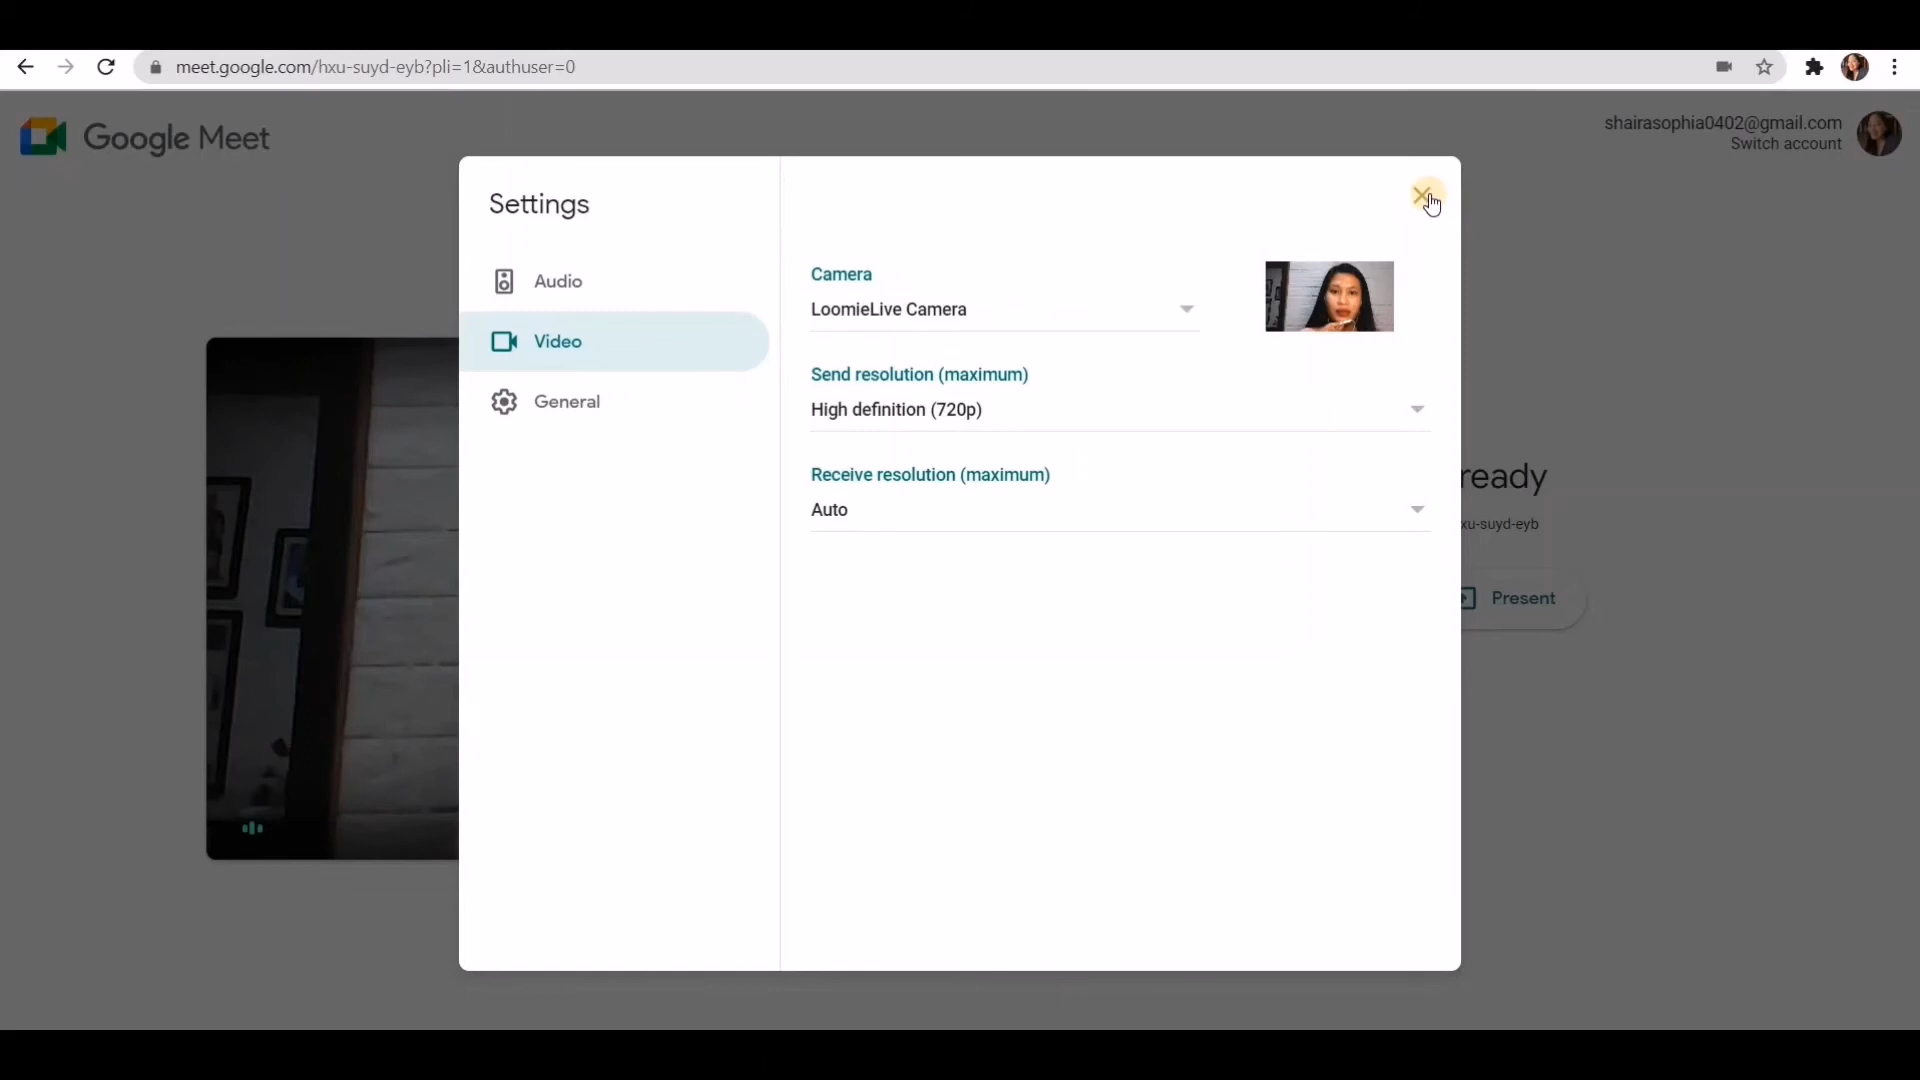 meet.google.com/hxu-suyd-eyb?pli=1&authuser=0
Google Meet
shairasophia0402@gmail.com
Switch account
Settings
Audio
Video
General
Camera
LoomieLive Camera
Send resolution (maximum)
High definition (720p)
Receive resolution (maximum)
Auto
ready
xu-suyd-eyb
Present